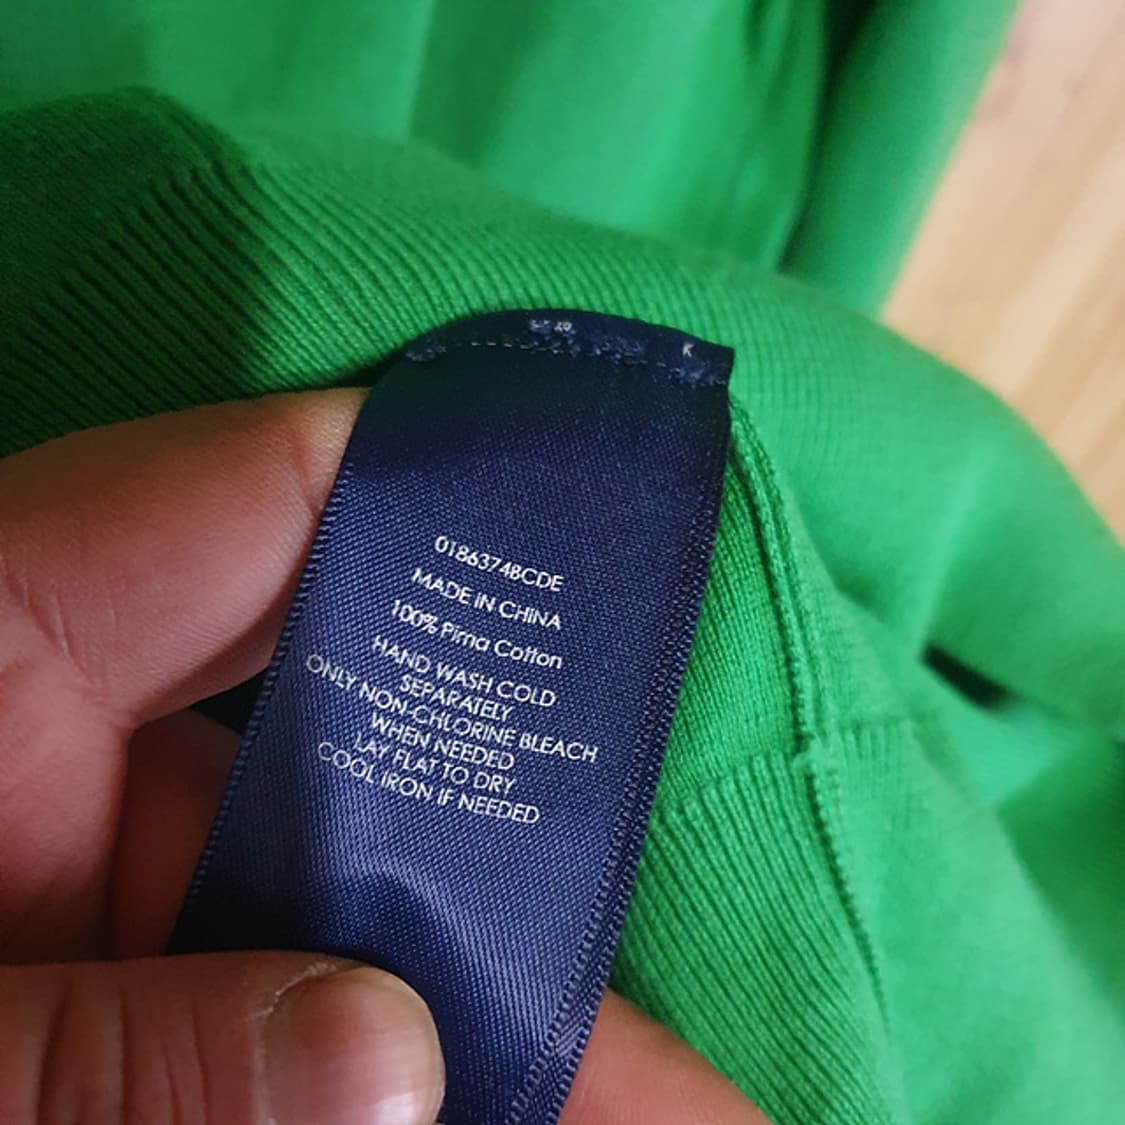 01863748CDE
MADE IN CHINA
100% Pima Cotton
HAND WASH COLD
SEPARATELY
ONLY NON-CHLORINE BLEACH
WHEN NEEDED
LAY FLAT TO DRY
COOL IRON IF NEEDED